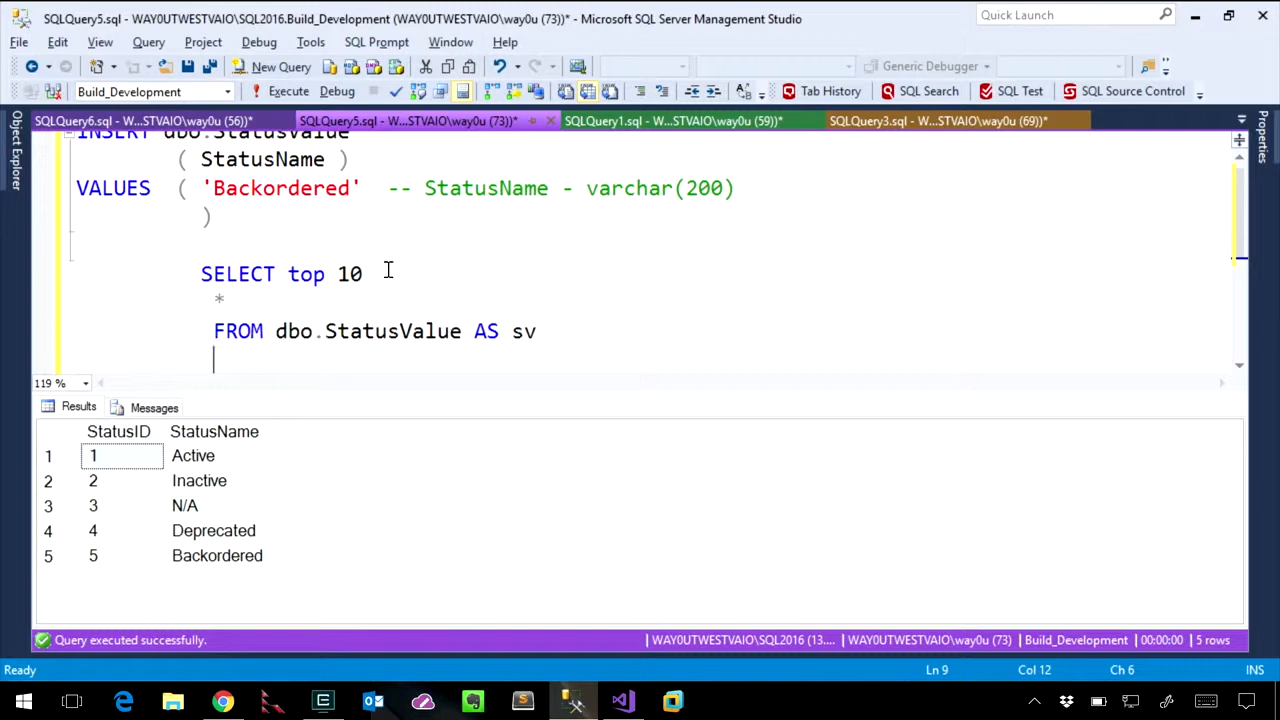 SQLQuery5.sql - WAY0UTWESTVAIO\SQL2016.Build_Development (WAY0UTWESTVAIO\way0u (73))* - Microsoft SQL Server Management Studio
Quick Launch
File Edit View Query Project Debug Tools SQL Prompt Window Help
New Query
Generic Debugger
Build_Development
Execute Debug
Tab History SQL Search SQL Test SQL Source Control
SQLQuery6.sql - W...STVAIO\way0u (56))*
SQLQuery5.sql - W...STVAIO\way0u (73))*
SQLQuery1.sql - W...STVAIO\way0u (59))*
SQLQuery3.sql - W...STVAIO\way0u (69))*
Object Explorer
Properties
INSERT dbo.StatusValue
( StatusName )
VALUES ( 'Backordered' -- StatusName - varchar(200)
)
SELECT top 10
*
FROM dbo.StatusValue AS sv
119 %
Results Messages
StatusID StatusName
1 1 Active
2 2 Inactive
3 3 N/A
4 4 Deprecated
5 5 Backordered
Query executed successfully.
WAY0UTWESTVAIO\SQL2016 (13.... WAY0UTWESTVAIO\way0u (73) Build_Development 00:00:00 5 rows
Ready Ln 9 Col 12 Ch 6 INS